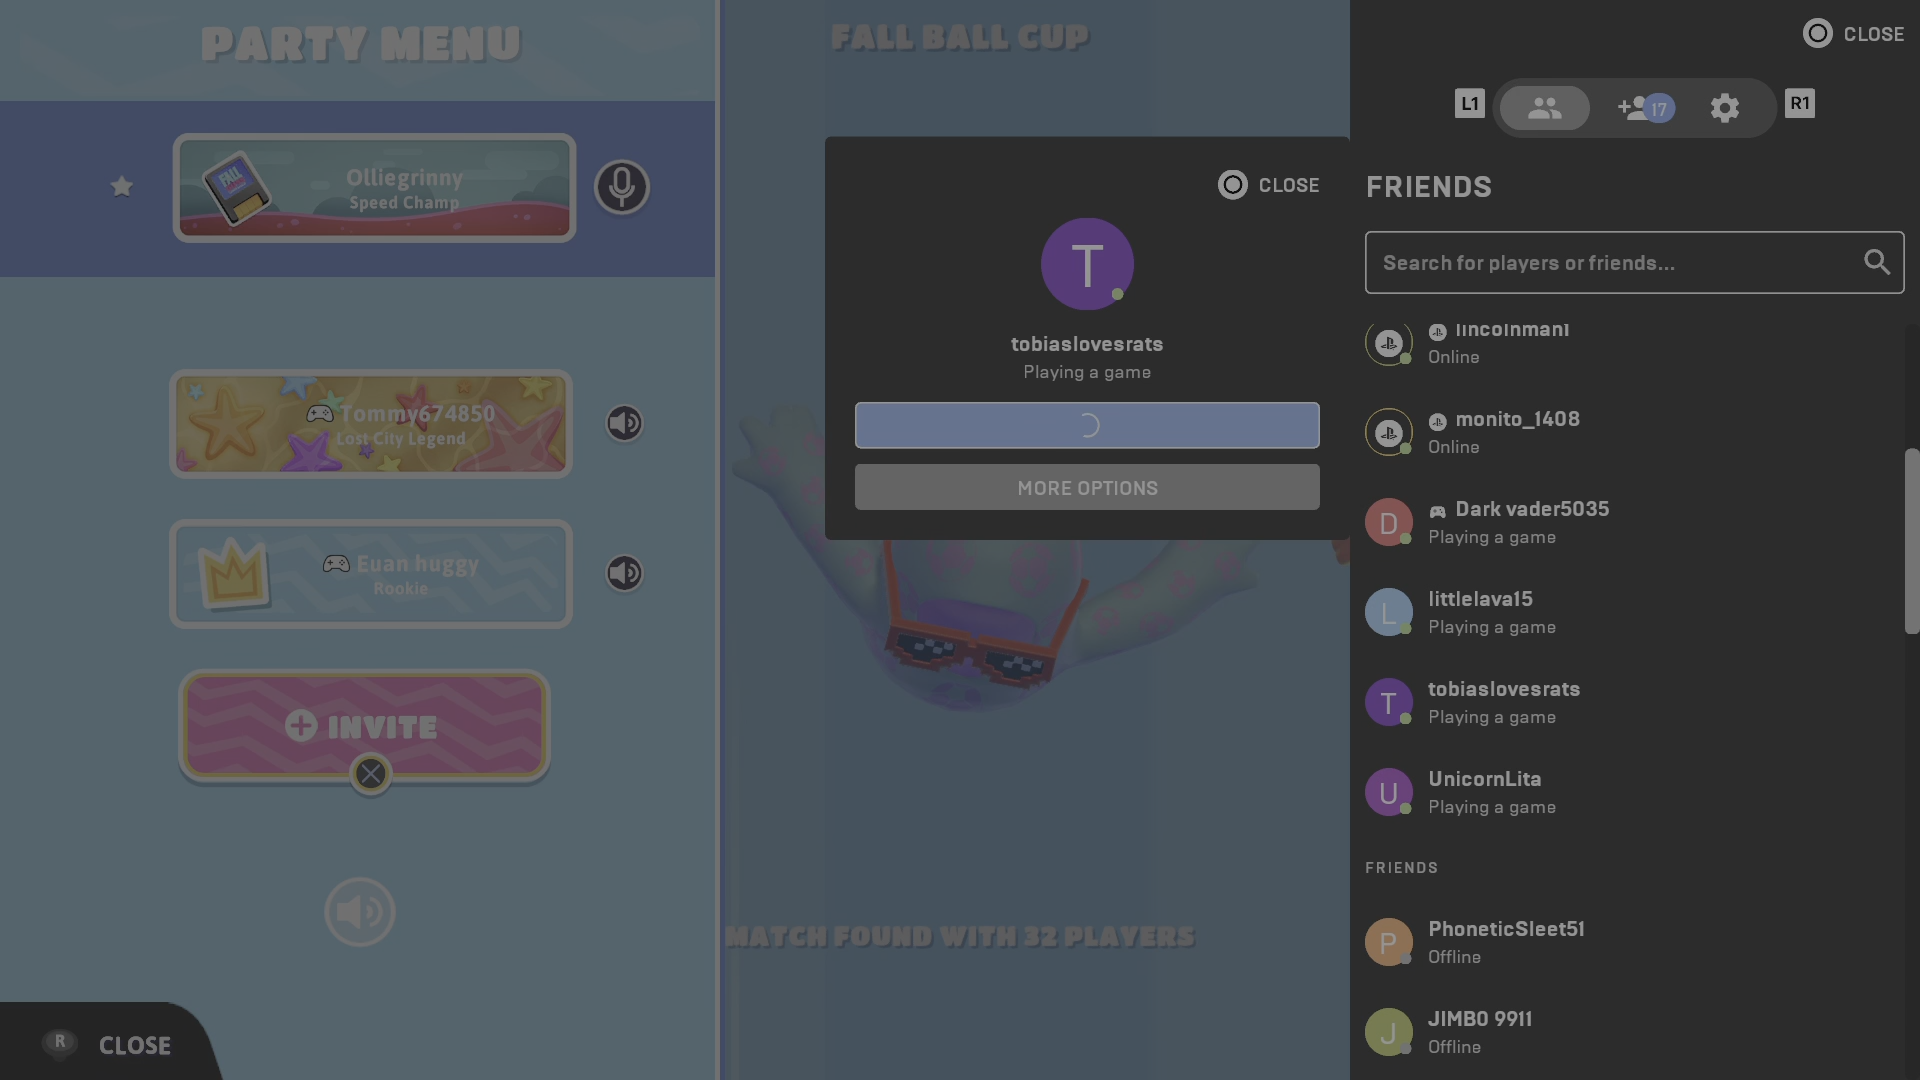 PARTY MENU
Olliegrinny
Speed Champ
Tommy674850
Lost City Legend
Euan huggy
Rookie
INVITE
R CLOSE
FALL BALL CUP
CLOSE
T
tobiaslovesrats
Playing a game
MORE OPTIONS
MATCH FOUND WITH 32 PLAYERS
CLOSE
L1
17
R1
FRIENDS
Search for players or friends...
lincolnman1
Online
monito_1408
Online
D
Dark vader5035
Playing a game
L
littlelava15
Playing a game
T
tobiaslovesrats
Playing a game
U
UnicornLita
Playing a game
FRIENDS
P
PhoneticSleet51
Offline
J
JIMBO 9911
Offline